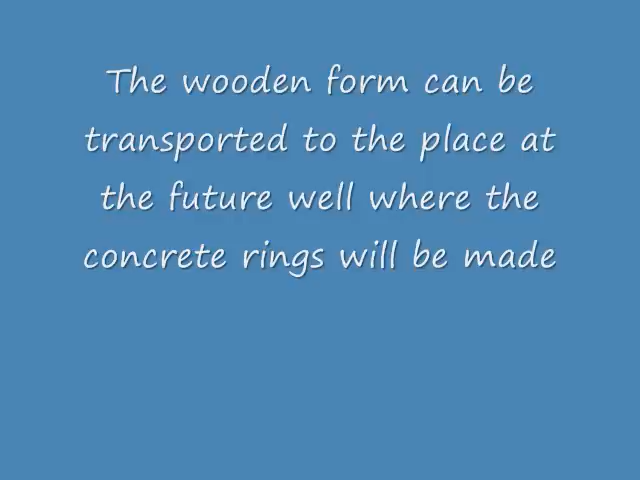 The wooden form can be
transported to the place at
the future well where the
concrete rings will be made